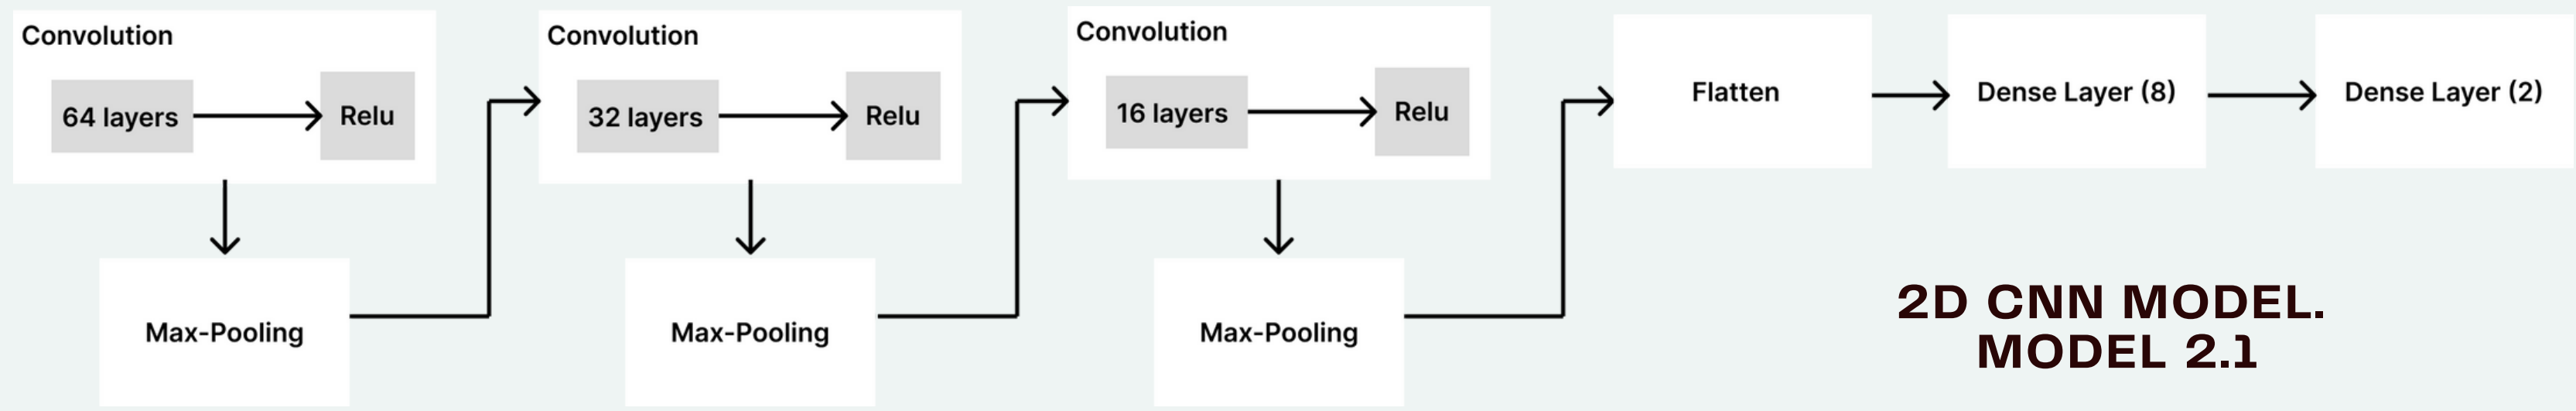 Convolution
64 layers
Relu
Max-Pooling
Convolution
32 layers
Relu
Max-Pooling
Convolution
16 layers
Relu
Max-Pooling
Flatten
Dense Layer (8)
Dense Layer (2)
2D CNN MODEL.
MODEL 2.1